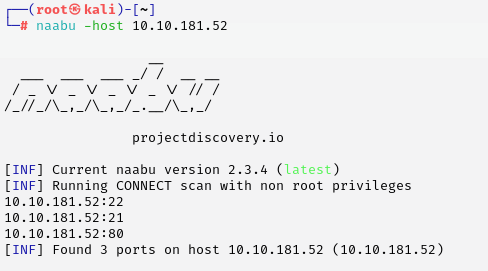 ┌──(root㉿kali)-[~]
└─# naabu -host 10.10.181.52
                  __
  ___  ___  ___ _/ /  __ __
 / _ \/ _ \/ _ \/ _ \/ // /
/_//_/\_,_/\_,_/_.__/\_,_/
projectdiscovery.io
[INF] Current naabu version 2.3.4 (latest)
[INF] Running CONNECT scan with non root privileges
10.10.181.52:22
10.10.181.52:21
10.10.181.52:80
[INF] Found 3 ports on host 10.10.181.52 (10.10.181.52)